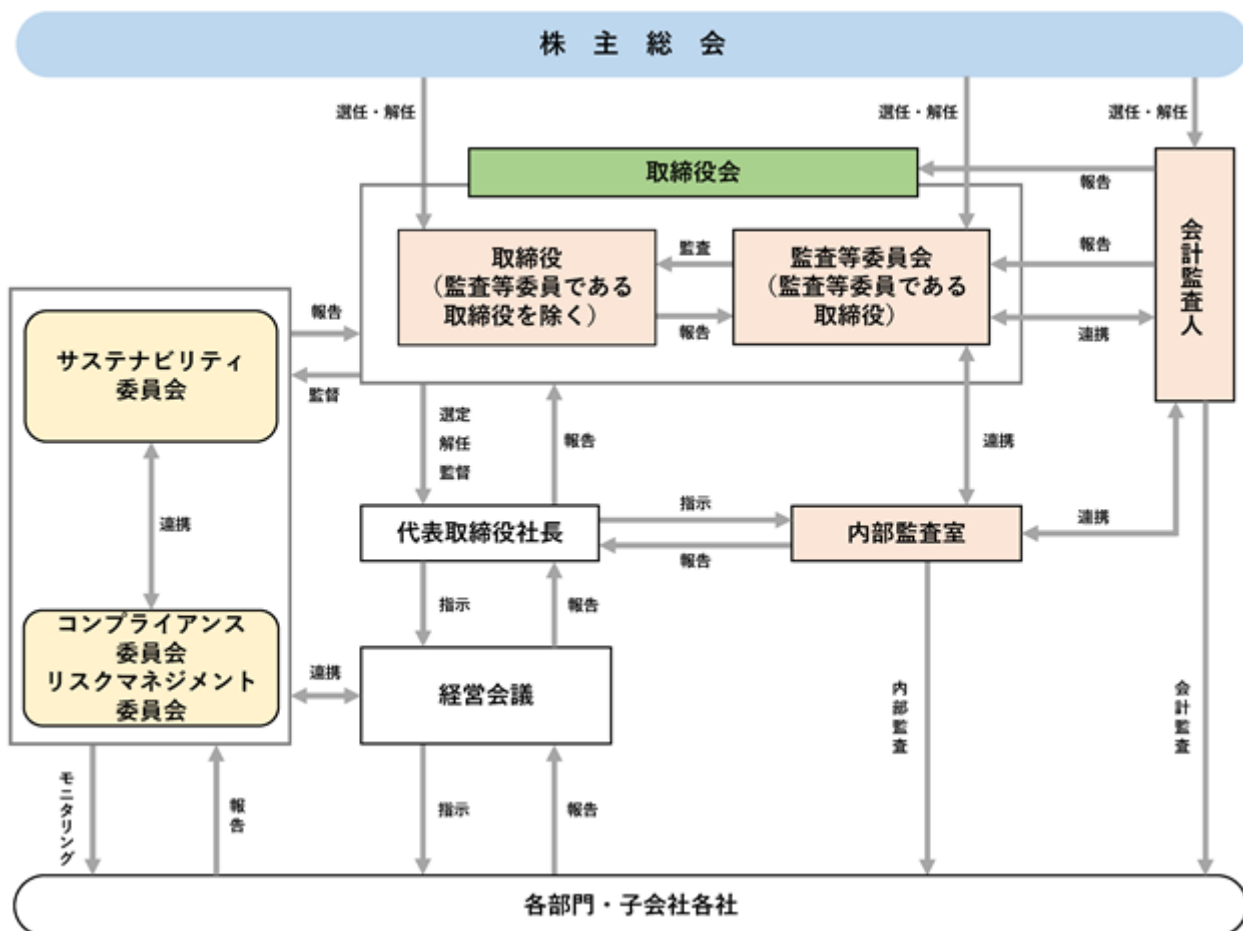 株主総会
選任・解任
選任・解任
選任・解任
取締役会
報告
取締役
（監査等委員である
取締役を除く）
監査
報告
監査等委員会
（監査等委員である
取締役）
報告
連携
会計監査人
サステナビリティ
委員会
報告
監督
連携
コンプライアンス
委員会
リスクマネジメント
委員会
選定
解任
監督
報告
連携
代表取締役社長
指示
報告
内部監査室
連携
指示
報告
連携
経営会議
内部監査
会計監査
モニタリング
報告
指示
報告
各部門・子会社各社